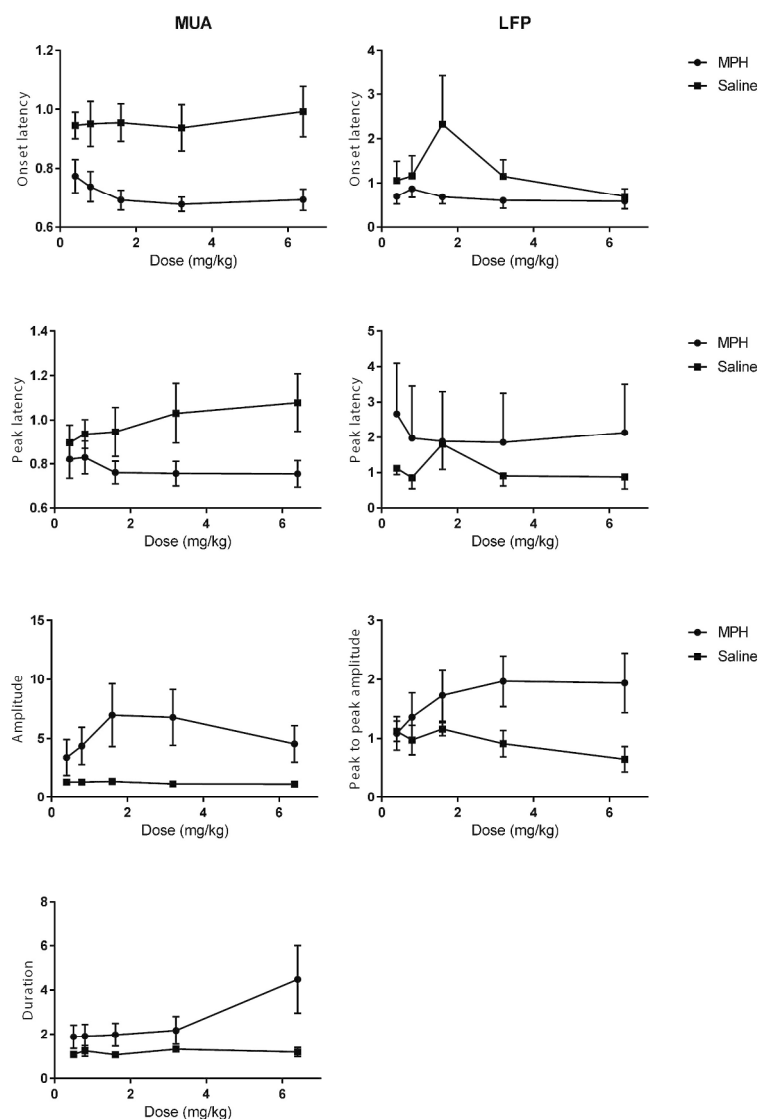 MUA
LFP
Onset latency
1.2
1.0
0.8
0.6
0 2 4 6
Dose (mg/kg)
Onset latency
4
3
2
1
0
0 2 4 6
Dose (mg/kg)
MPH
Saline
Peak latency
1.4
1.2
1.0
0.8
0.6
0 2 4 6
Dose (mg/kg)
Peak latency
5
4
3
2
1
0
0 2 4 6
Dose (mg/kg)
MPH
Saline
Amplitude
15
10
5
0
0 2 4 6
Dose (mg/kg)
Peak to peak amplitude
3
2
1
0
0 2 4 6
Dose (mg/kg)
MPH
Saline
Duration
8
6
4
2
0
0 2 4 6
Dose (mg/kg)